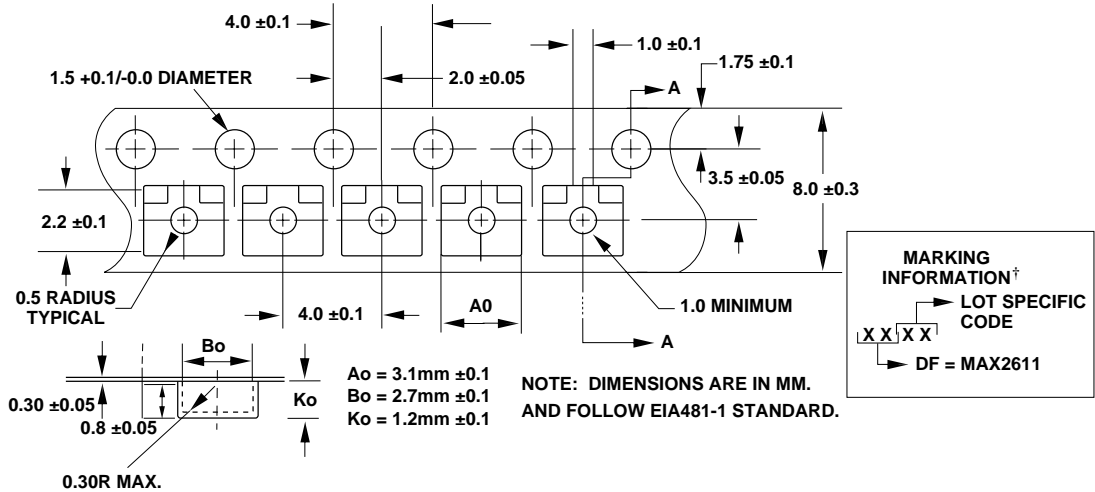 4.0 ±0.1
1.0 ±0.1
1.75 ±0.1
1.5 +0.1/-0.0 DIAMETER
2.0 ±0.05
A
3.5 ±0.05
8.0 ±0.3
2.2 ±0.1
0.5 RADIUS
TYPICAL
4.0 ±0.1
A0
1.0 MINIMUM
A
MARKING
INFORMATION†
LOT SPECIFIC
CODE
X X X X
DF = MAX2611
Bo
Ko
0.30 ±0.05
0.8 ±0.05
0.30R MAX.
Ao = 3.1mm ±0.1
Bo = 2.7mm ±0.1
Ko = 1.2mm ±0.1
NOTE: DIMENSIONS ARE IN MM.
AND FOLLOW EIA481-1 STANDARD.